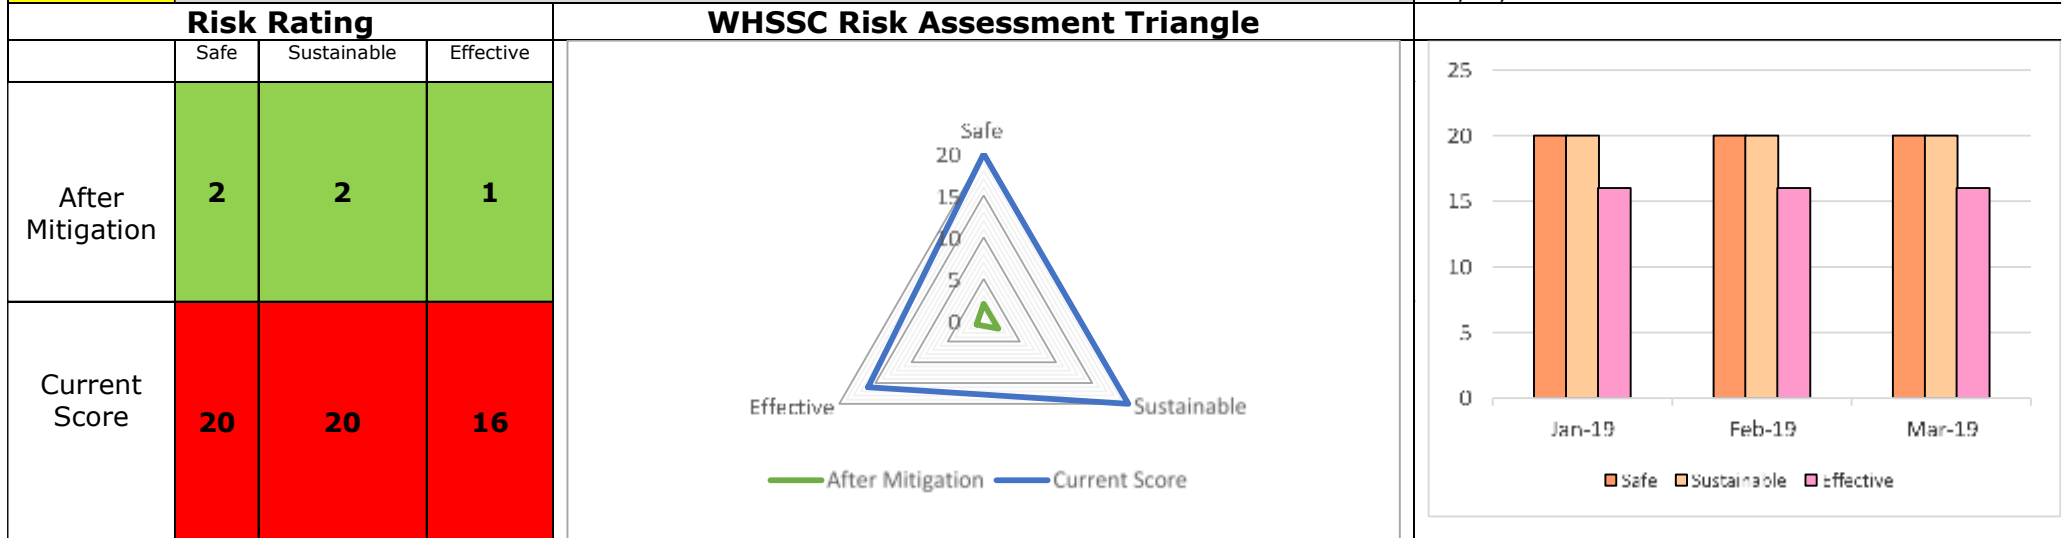 Risk Rating
WHSSC Risk Assessment Triangle
Safe Sustainable Effective
After
Mitigation
2 2 1
Current
Score
20 20 16
Safe
20
15
10
5
0
Effective
Sustainable
After Mitigation Current Score
25
20
15
10
5
0
Jan-19 Feb-19 Mar-19
Safe Sustainable Effective